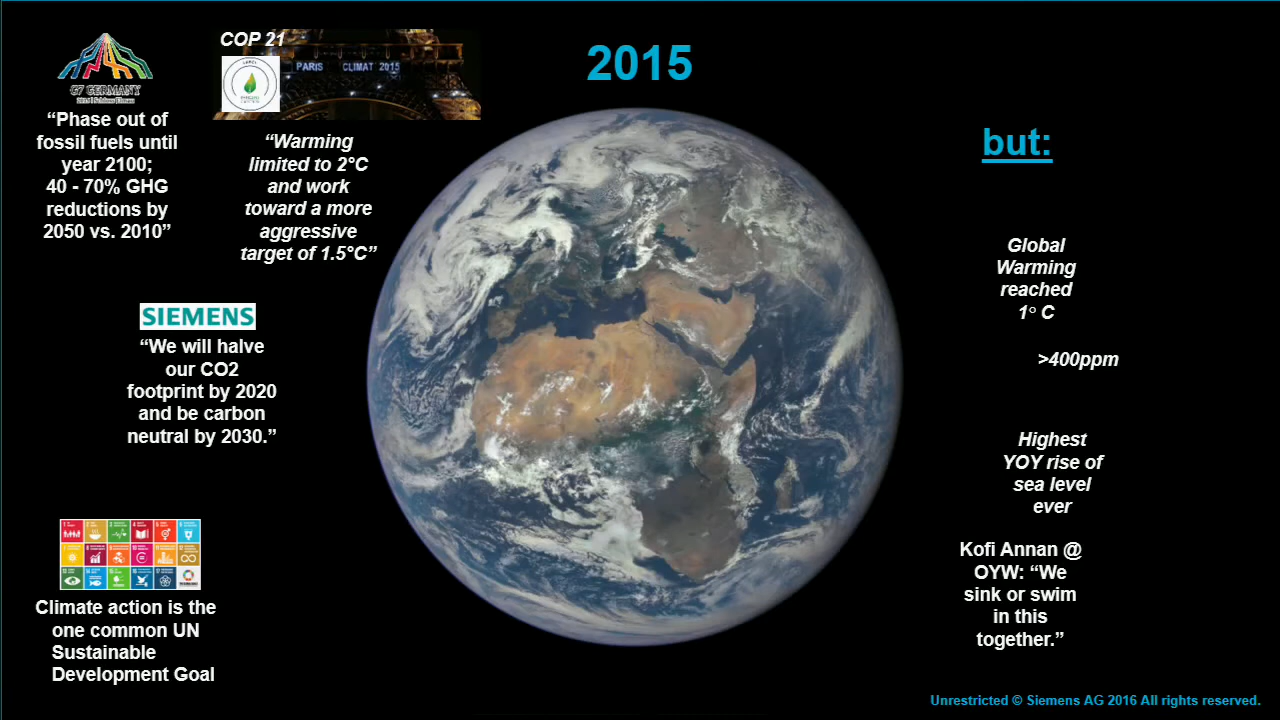 2015
G7 GERMANY
“Phase out of
fossil fuels until
year 2100;
40 - 70% GHG
reductions by
2050 vs. 2010”
COP 21
PARIS CLIMAT 2015
“Warming
limited to 2°C
and work
toward a more
aggressive
target of 1.5°C”
SIEMENS
“We will halve
our CO2
footprint by 2020
and be carbon
neutral by 2030.”
Climate action is the
one common UN
Sustainable
Development Goal
but:
Global
Warming
reached
1° C
>400ppm
Highest
YOY rise of
sea level
ever
Kofi Annan @
OYW: “We
sink or swim
in this
together.”
Unrestricted © Siemens AG 2016 All rights reserved.